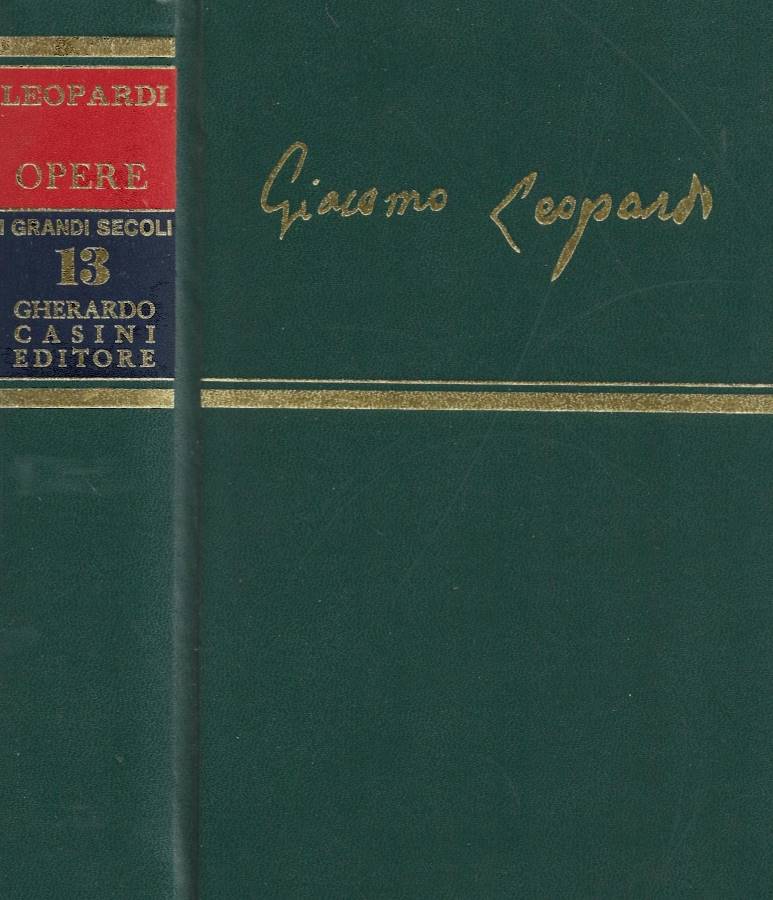 LEOPARDI
OPERE
I GRANDI SECOLI
13
GHERARDO
CASINI
EDITORE
Giacomo Leopardi